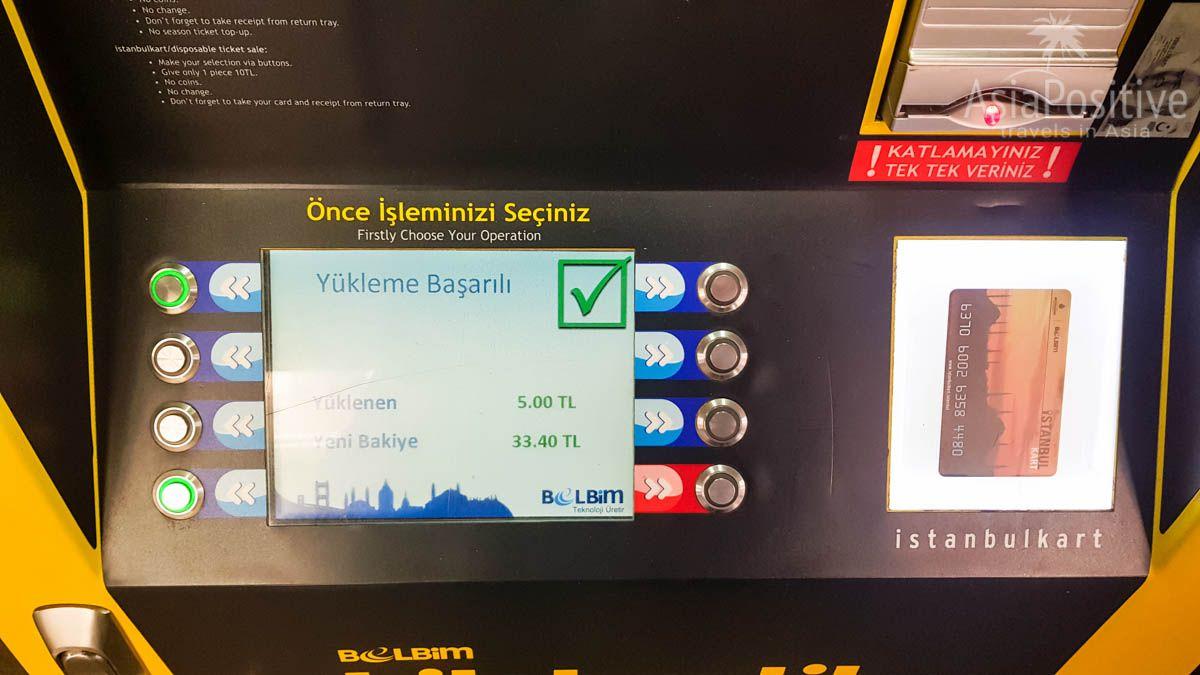 No change.
Don't forget to take receipt from return tray.
No season ticket top-up.
istanbulkart/disposable ticket sale:
Make your selection via buttons.
Give only 1 piece 10TL.
No coins.
No change.
Don't forget to take your card and receipt from return tray.
AsiaPositive
travels in Asia
! KATLAMAYINIZ !
TEK TEK VERİNİZ
Önce İşleminizi Seçiniz
Firstly Choose Your Operation
Yükleme Başarılı
Yüklenen 5.00 TL
Yeni Bakiye 33.40 TL
BELBİM
Teknoloji Üretir
BELBİM
6370 6002 6358 4480
İSTANBUL
KART
istanbulkart
BELBİM